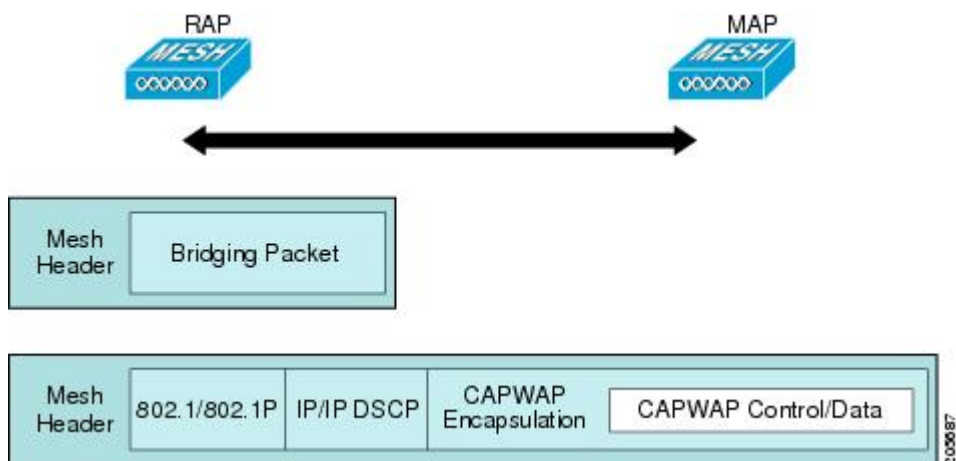 RAP
MAP
MESH
MESH
Mesh
Header
Bridging Packet
Mesh
Header
802.1/802.1P
IP/IP DSCP
CAPWAP
Encapsulation
CAPWAP Control/Data
205687